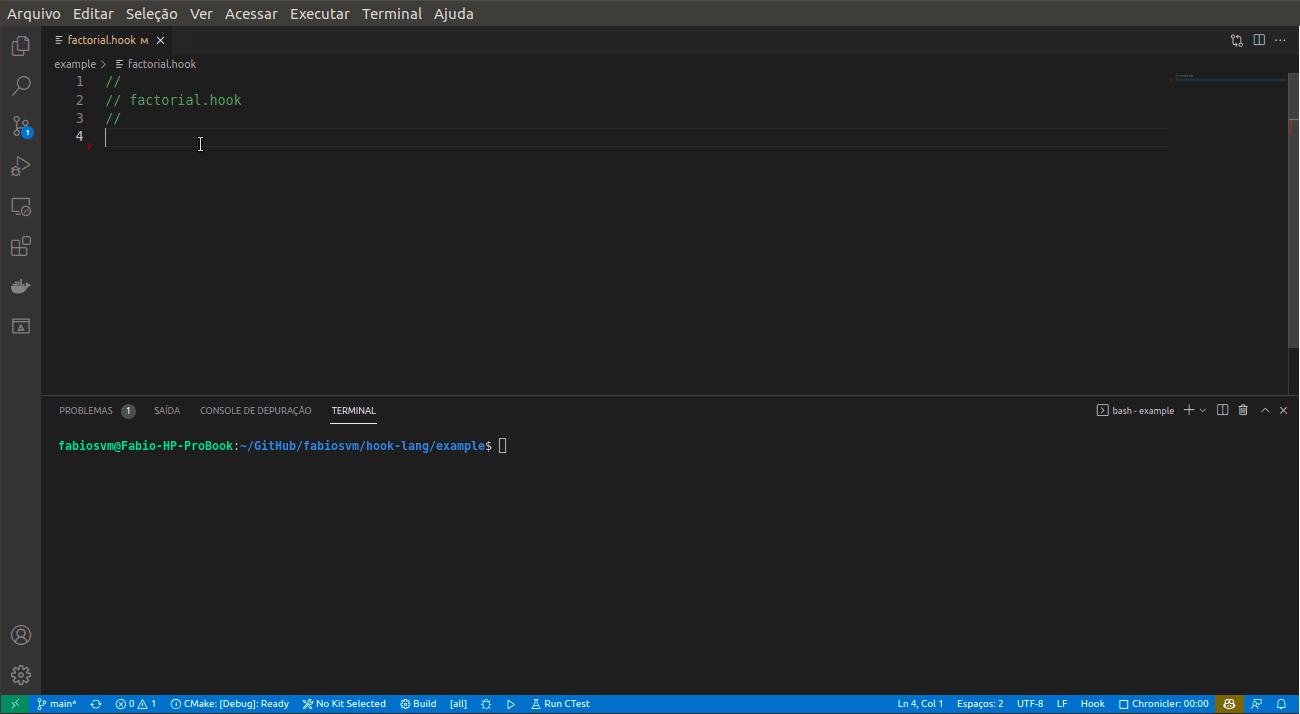 Arquivo Editar Seleção Ver Acessar Executar Terminal Ajuda
factorial.hook M
example > factorial.hook
1 //
2 // factorial.hook
3 //
4
1
PROBLEMAS 1 SAÍDA CONSOLE DE DEPURAÇÃO TERMINAL bash - example
fabiosvm@Fabio-HP-ProBook:~/GitHub/fabiosvm/hook-lang/example$
main* 0 1 CMake: [Debug]: Ready No Kit Selected Build [all] Run CTest Ln 4, Col 1 Espaços: 2 UTF-8 LF Hook Chronicler: 00:00